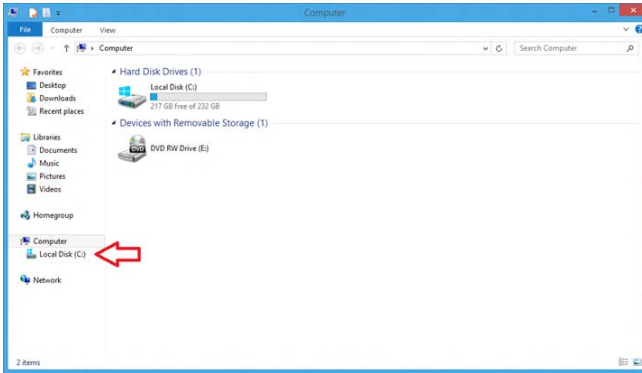 Computer
File Computer View
Computer Search Computer
Favorites
Desktop
Downloads
Recent places
Libraries
Documents
Music
Pictures
Videos
Homegroup
Computer
Local Disk (C:)
Network
Hard Disk Drives (1)
Local Disk (C:)
217 GB free of 232 GB
Devices with Removable Storage (1)
DVD
DVD RW Drive (E:)
2 items